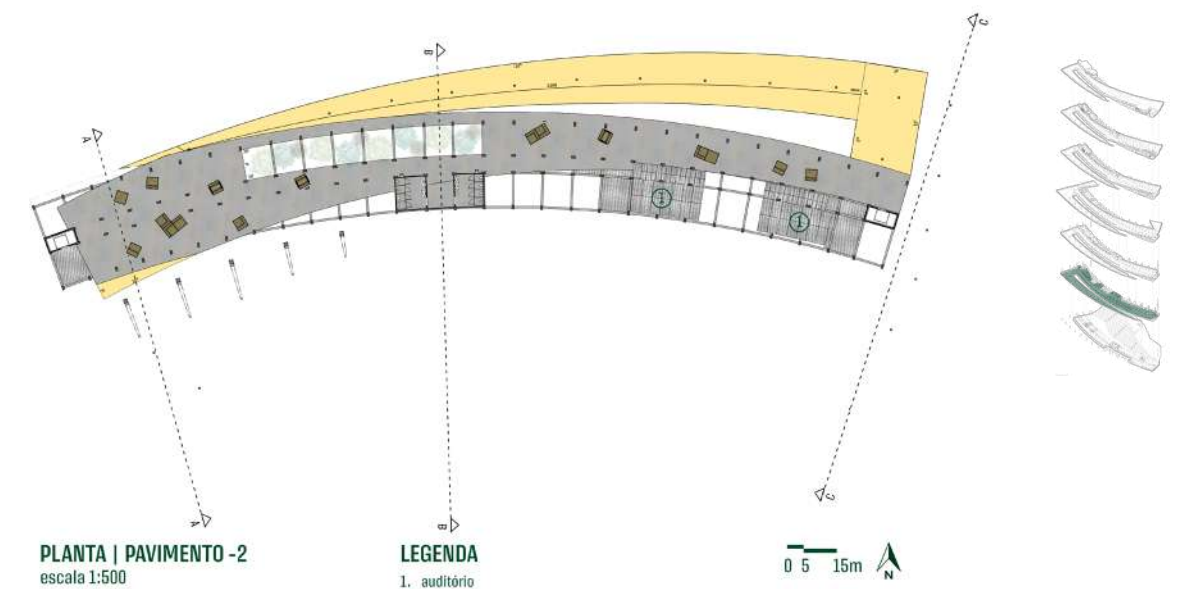 B
C
A
1
1
A
B
C
PLANTA | PAVIMENTO -2
escala 1:500
LEGENDA
1. auditório
0 5 15m
N